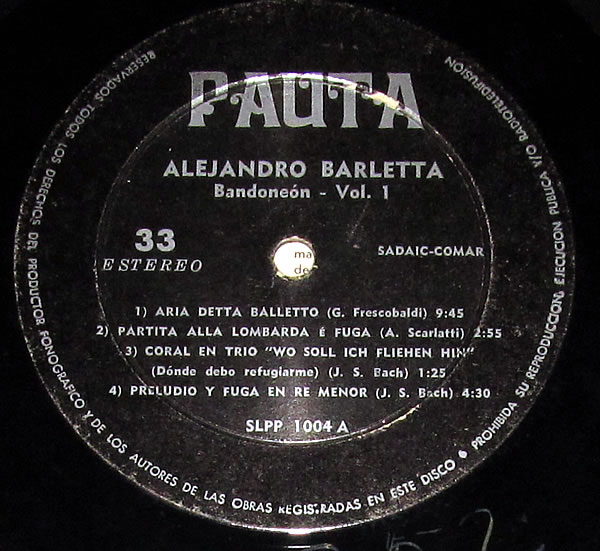 PAUTA
ALEJANDRO BARLETTA
Bandoneón - Vol. 1
33
ESTEREO
SADAIC-COMAR
ma
de
1) ARIA DETTA BALLETTO (G. Frescobaldi) 9:45
2) PARTITA ALLA LOMBARDA É FUGA (A. Scarlatti) 2:55
3) CORAL EN TRIO "WO SOLL ICH FLIEHEN HIN"
(Dónde debo refugiarme) (J. S. Bach) 1:25
4) PRELUDIO Y FUGA EN RE MENOR (J. S. Bach) 4:30
SLPP 1004 A
RESERVADOS TODOS LOS DERECHOS DEL PRODUCTOR FONOGRAFICO Y DE LOS AUTORES DE LAS OBRAS REGISTRADAS EN ESTE DISCO • PROHIBIDA SU REPRODUCCION, EJECUCION PUBLICA Y/O RADIOTELEDIFUSION